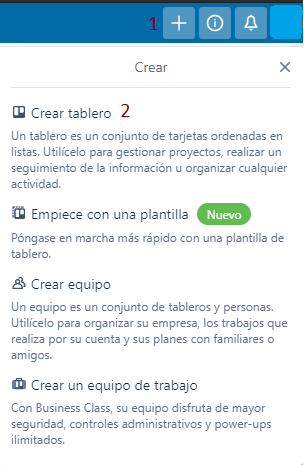 1
Crear
Crear tablero 2
Un tablero es un conjunto de tarjetas ordenadas en
listas. Utilícelo para gestionar proyectos, realizar un
seguimiento de la información u organizar cualquier
actividad.
Empiece con una plantilla Nuevo
Póngase en marcha más rápido con una plantilla de
tablero.
Crear equipo
Un equipo es un conjunto de tableros y personas.
Utilícelo para organizar su empresa, los trabajos que
realiza por su cuenta y sus planes con familiares o
amigos.
Crear un equipo de trabajo
Con Business Class, su equipo disfruta de mayor
seguridad, controles administrativos y power-ups
ilimitados.